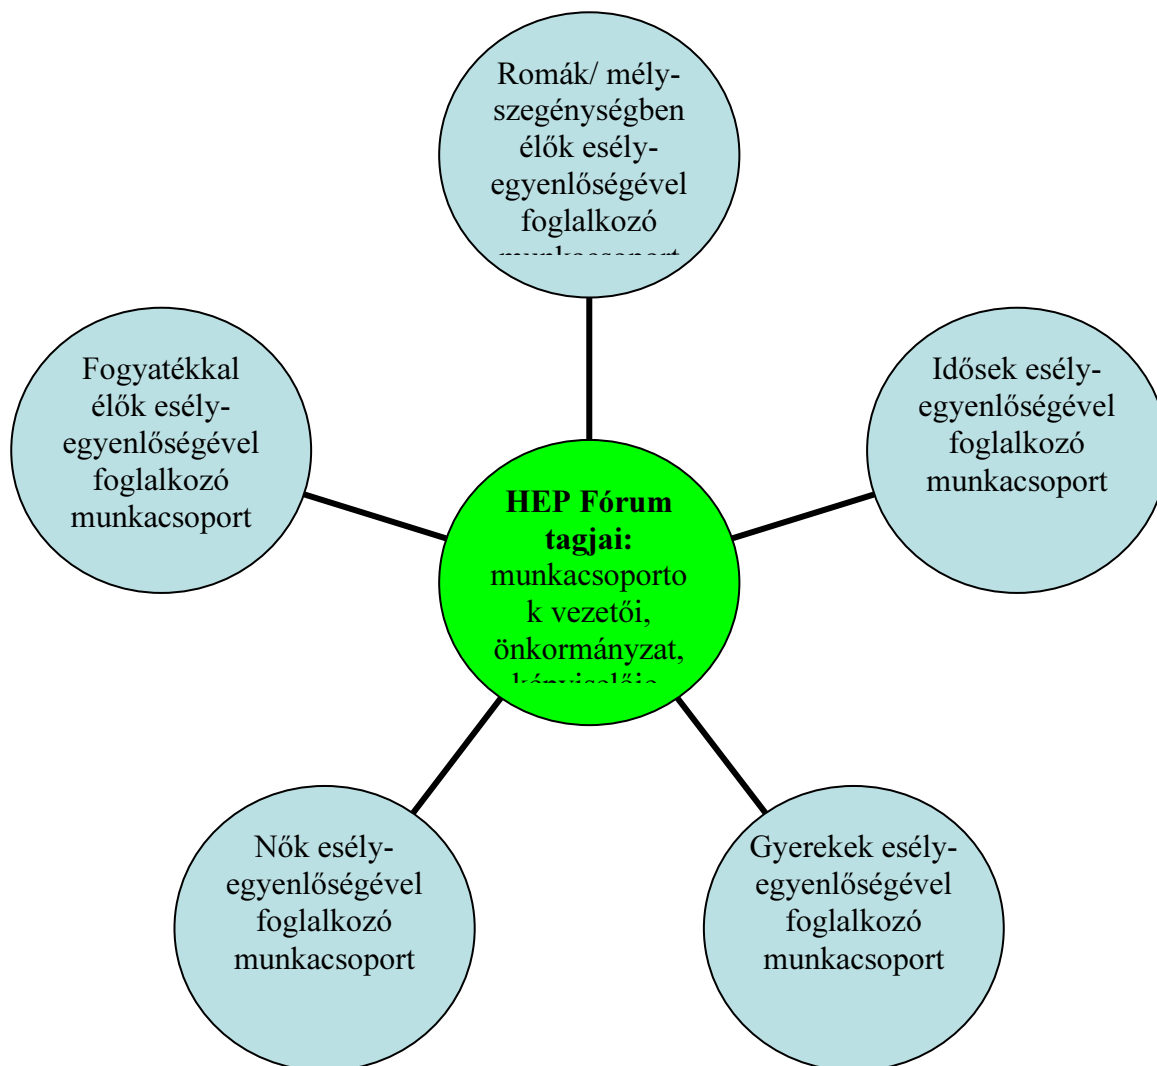 Romák/ mély-
szegénységben
élők esély-
egyenlőségével
foglalkozó
munkacsoport
Fogyatékkal
élők esély-
egyenlőségével
foglalkozó
munkacsoport
Idősek esély-
egyenlőségével
foglalkozó
munkacsoport
HEP Fórum
tagjai:
munkacsoporto
k vezetői,
önkormányzat,
Nők esély-
egyenlőségével
foglalkozó
munkacsoport
Gyerekek esély-
egyenlőségével
foglalkozó
munkacsoport